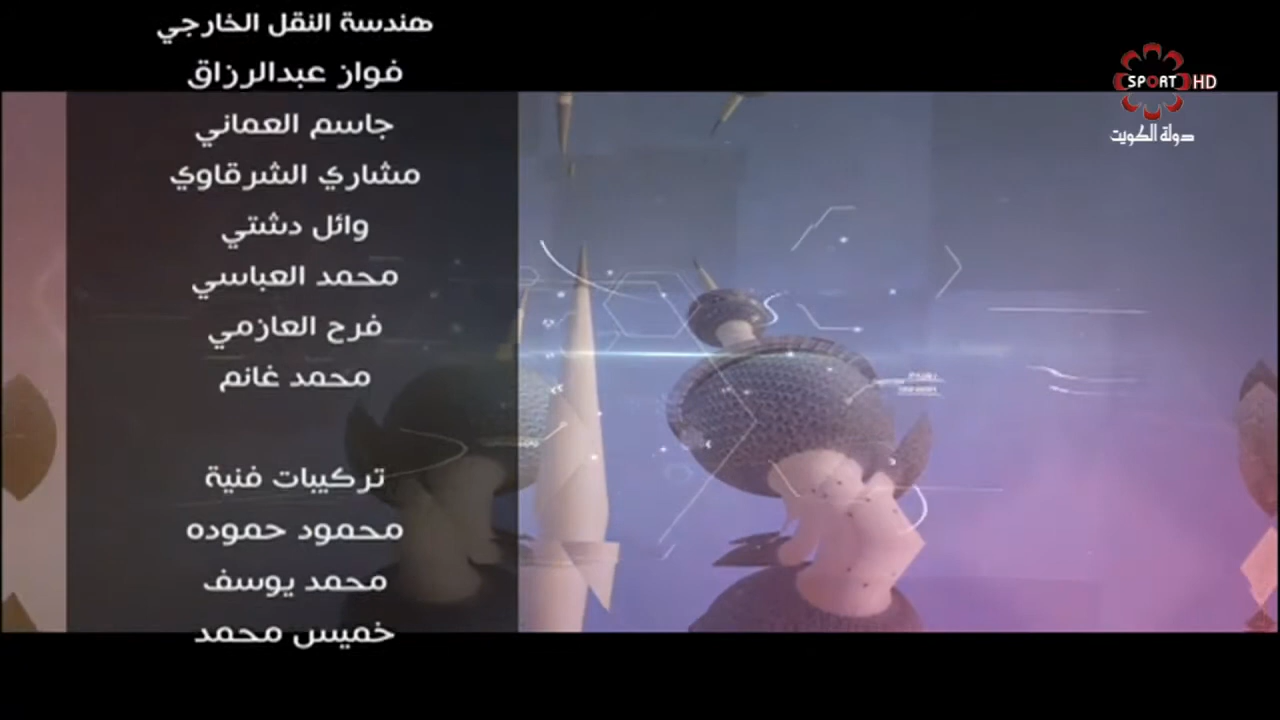 هندسة النقل الخارجي
فواز عبدالرزاق
جاسم العماني
مشاري الشرقاوي
وائل دشتي
محمد العباسي
فرح العازمي
محمد غانم
تركيبات فنية
محمود حموده
محمد يوسف
خميس محمد
SPORT HD
دولة الكويت